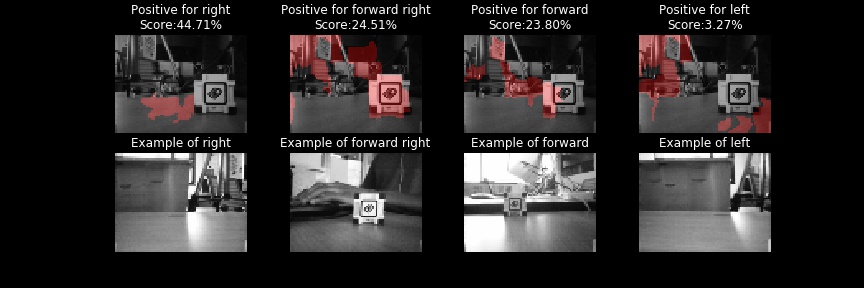 Positive for right
Score:44.71%
Positive for forward right
Score:24.51%
Positive for forward
Score:23.80%
Positive for left
Score:3.27%
Example of right
Example of forward right
Example of forward
Example of left